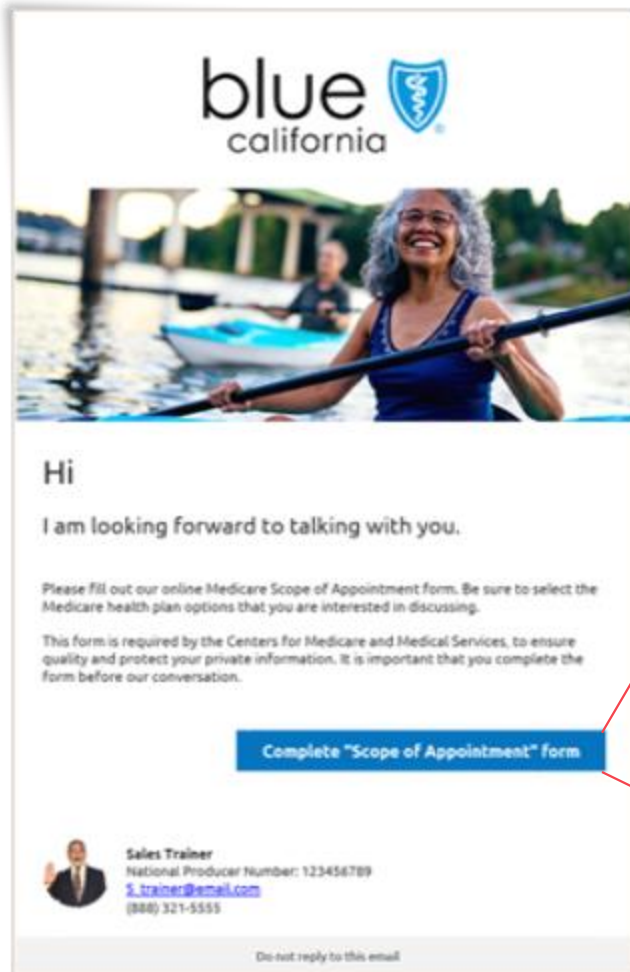 blue
california
Hi
I am looking forward to talking with you.
Please fill out our online Medicare Scope of Appointment form. Be sure to select the
Medicare health plan options that you are interested in discussing.
This form is required by the Centers for Medicare and Medical Services, to ensure
quality and protect your private information. It is important that you complete the
form before our conversation.
Complete "Scope of Appointment" form
Sales Trainer
National Producer Number: 123456789
S_trainer@email.com
(888) 321-5555
Do not reply to this email